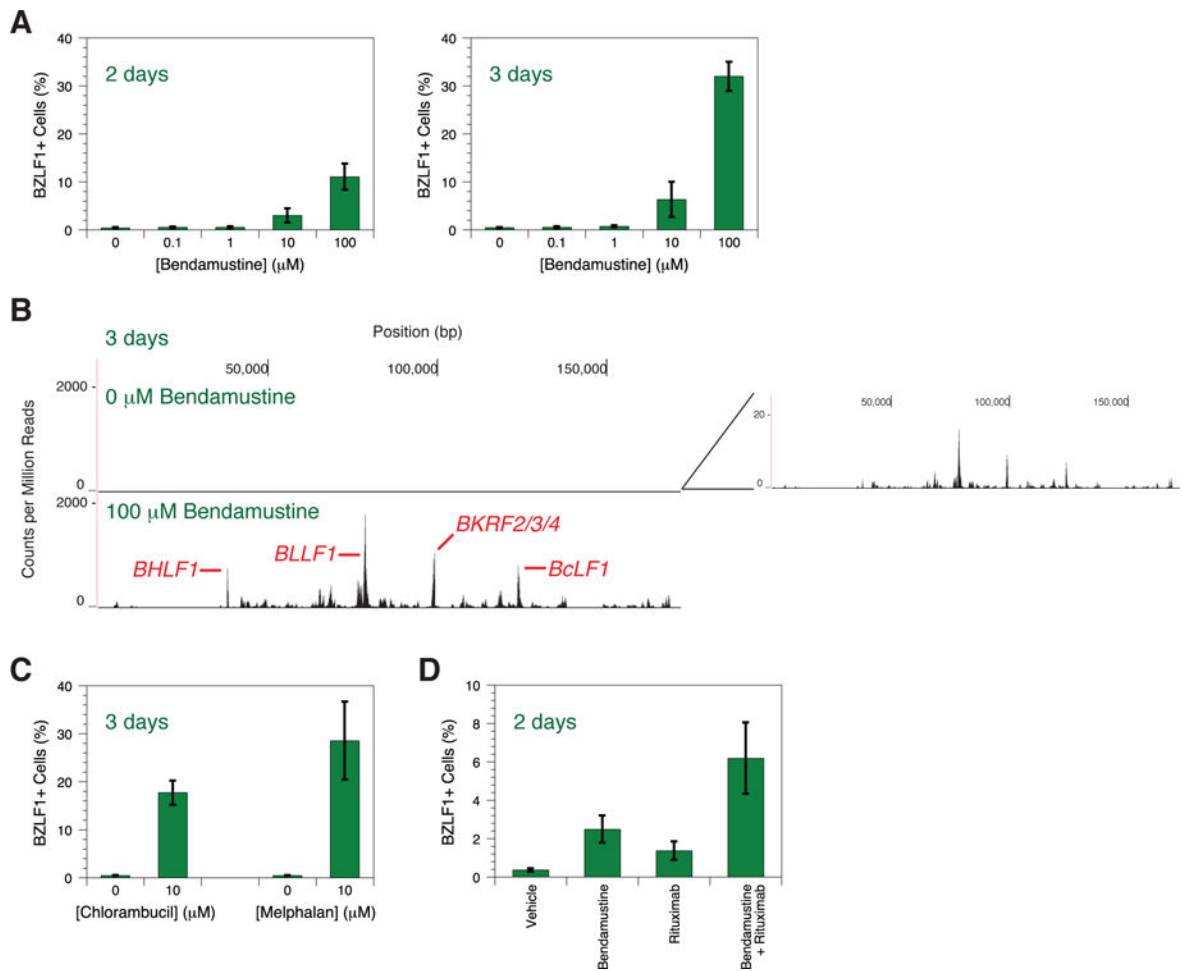 A
2 days
BZLF1+ Cells (%)
40
30
20
10
0
0 0.1 1 10 100
[Bendamustine] (μM)
3 days
BZLF1+ Cells (%)
40
30
20
10
0
0 0.1 1 10 100
[Bendamustine] (μM)
B
3 days
Position (bp)
50,000 100,000 150,000
Counts per Million Reads
2000
0 μM Bendamustine
0
50,000 100,000 150,000
20
0
2000
100 μM Bendamustine
BHLF1
BLLF1
BKRF2/3/4
BcLF1
0
C
3 days
BZLF1+ Cells (%)
40
30
20
10
0
0 10 0 10
[Chlorambucil] (μM) [Melphalan] (μM)
D
2 days
BZLF1+ Cells (%)
10
8
6
4
2
0
Vehicle
Bendamustine
Rituximab
Bendamustine
+ Rituximab